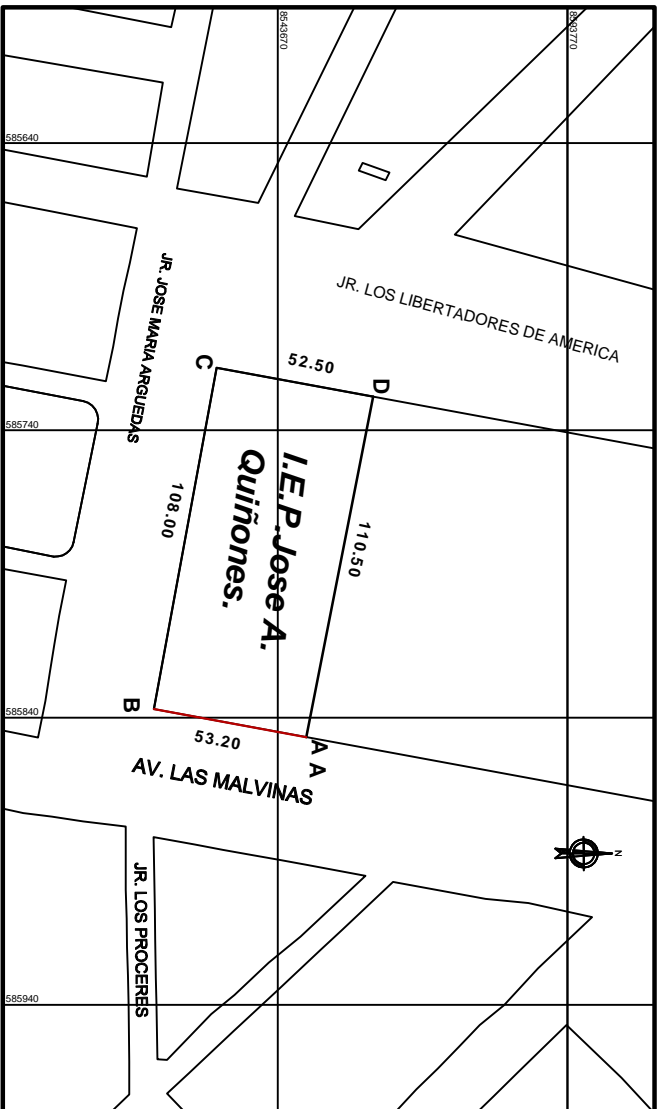 8543670
8593770
585640
585740
585840
585940
JR. LOS LIBERTADORES DE AMERICA
JR. JOSE MARIA ARGUEDAS
C
52.50
D
110.50
I.E.P.Jose A.
Quiñones.
108.00
B
53.20
A A
AV. LAS MALVINAS
N
JR. LOS PROCERES